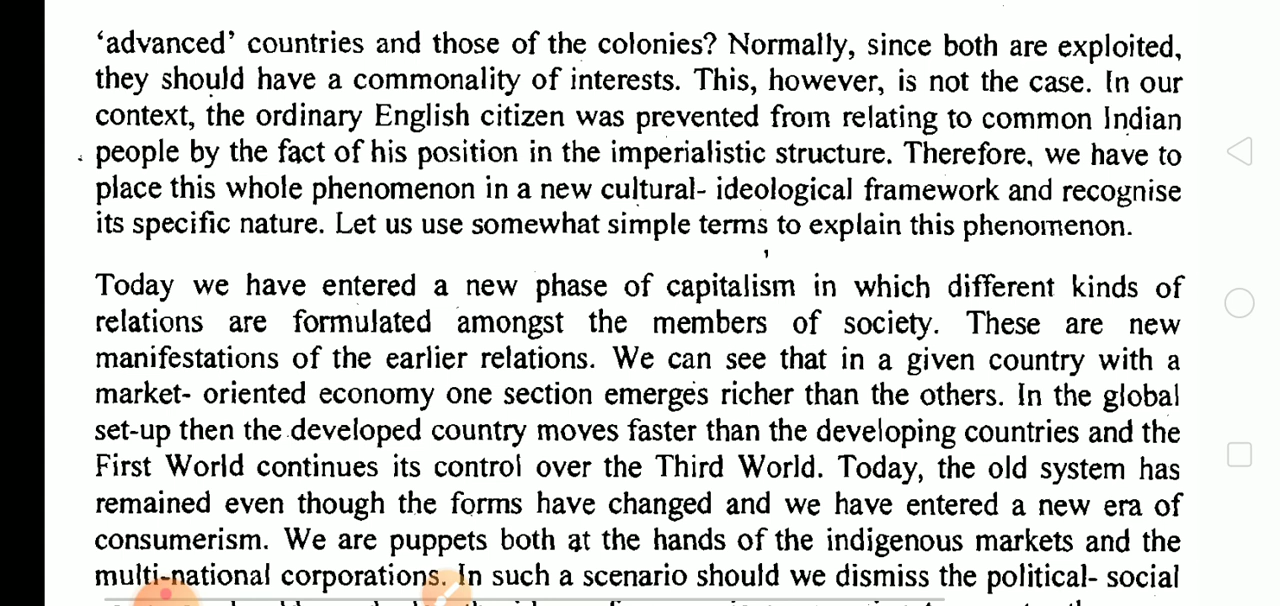 ‘advanced’ countries and those of the colonies? Normally, since both are exploited,
they should have a commonality of interests. This, however, is not the case. In our
context, the ordinary English citizen was prevented from relating to common Indian
people by the fact of his position in the imperialistic structure. Therefore, we have to
place this whole phenomenon in a new cultural- ideological framework and recognise
its specific nature. Let us use somewhat simple terms to explain this phenomenon.
Today we have entered a new phase of capitalism in which different kinds of
relations are formulated amongst the members of society. These are new
manifestations of the earlier relations. We can see that in a given country with a
market- oriented economy one section emerges richer than the others. In the global
set-up then the developed country moves faster than the developing countries and the
First World continues its control over the Third World. Today, the old system has
remained even though the forms have changed and we have entered a new era of
consumerism. We are puppets both at the hands of the indigenous markets and the
multi-national corporations. In such a scenario should we dismiss the political- social